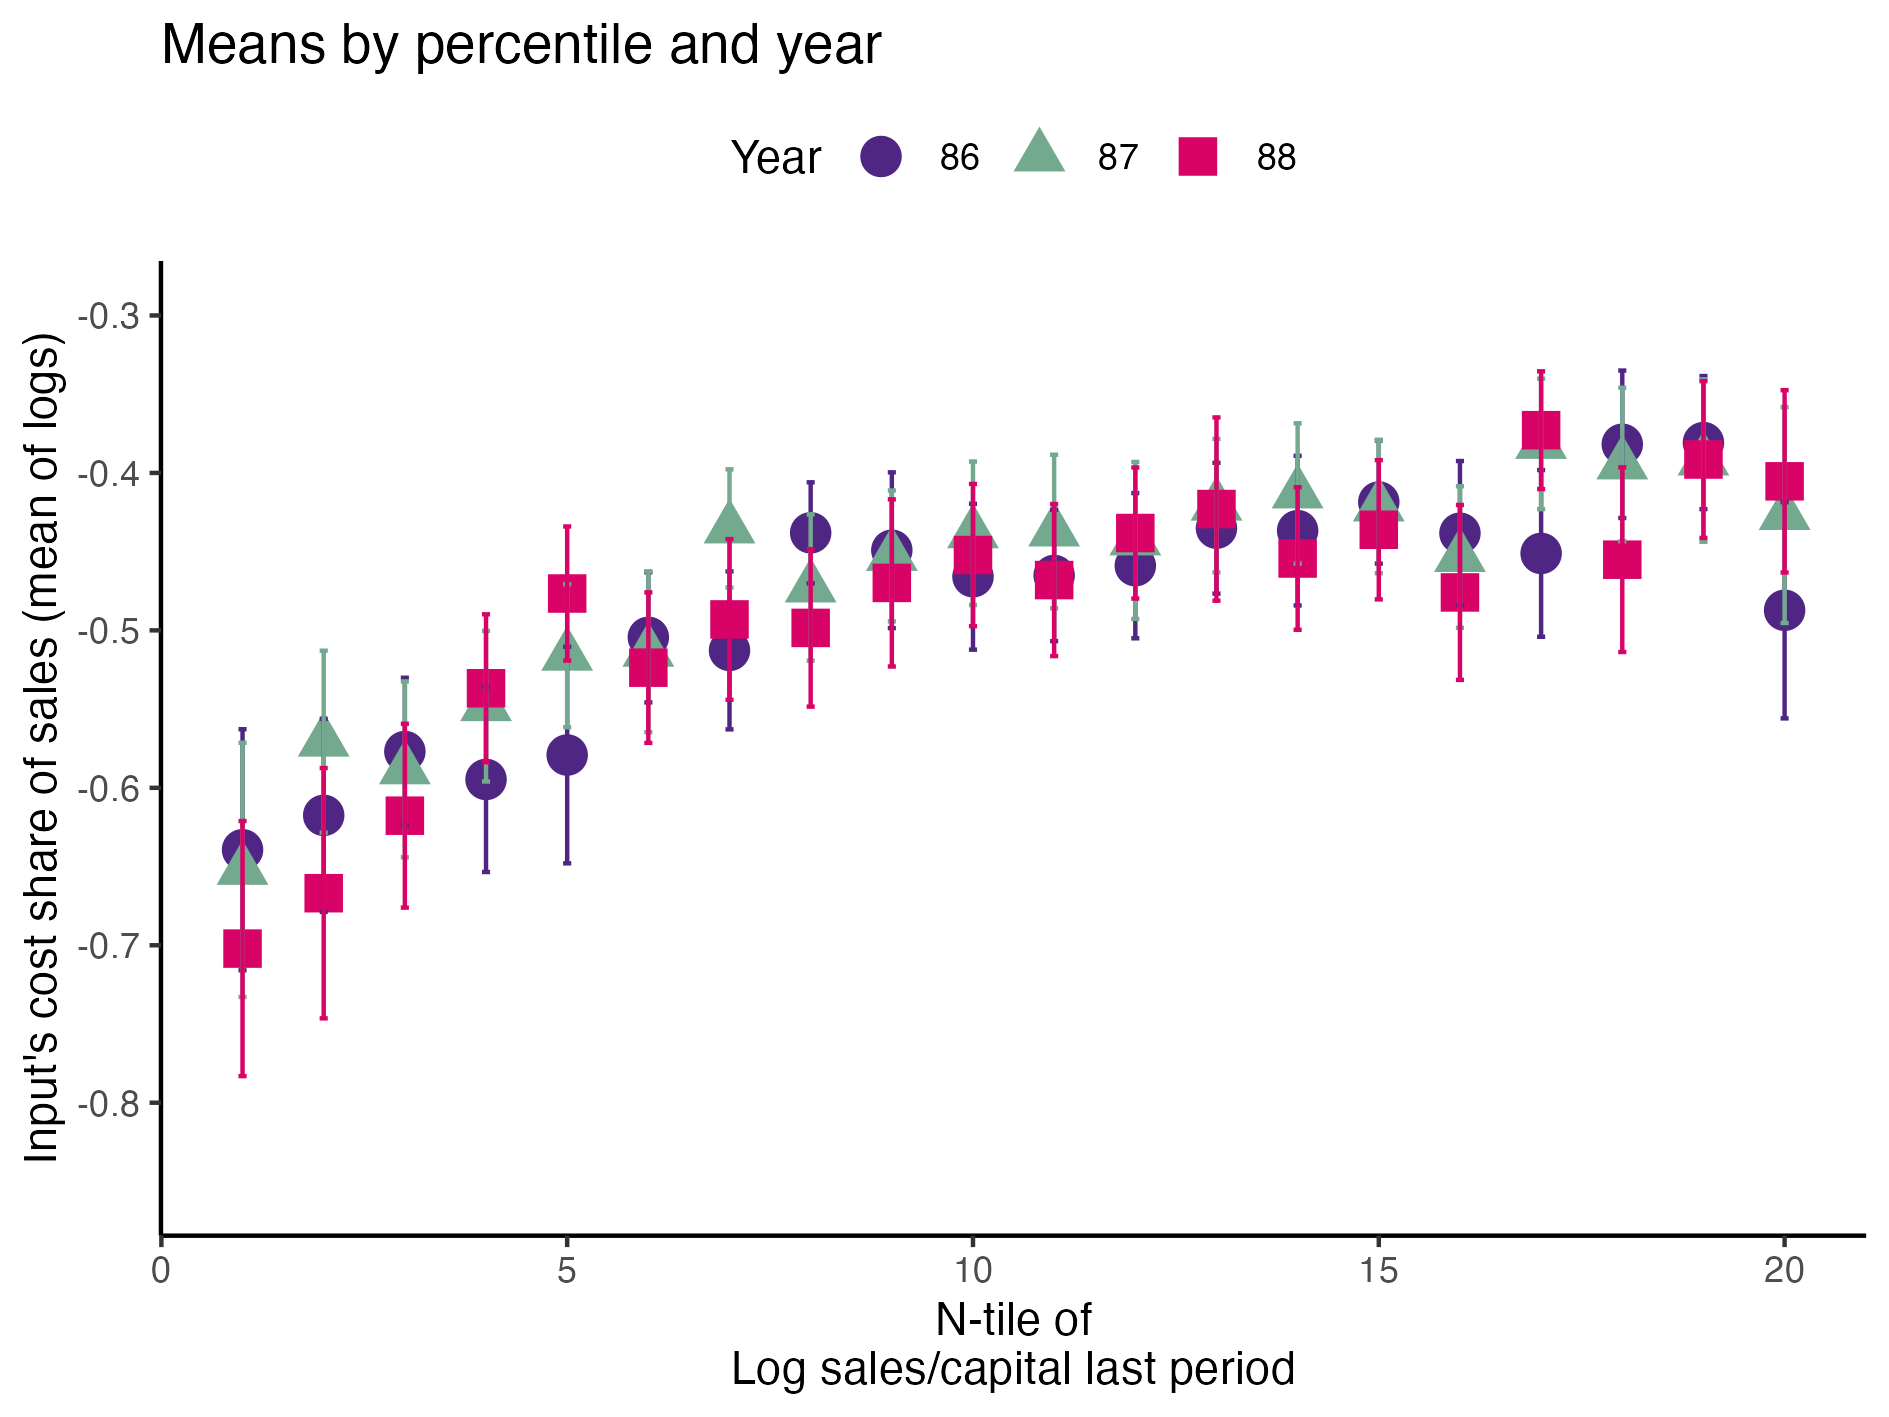 Means by percentile and year
Year 86 87 88
Input's cost share of sales (mean of logs)
-0.3
-0.4
-0.5
-0.6
-0.7
-0.8
0 5 10 15 20
N-tile of
Log sales/capital last period